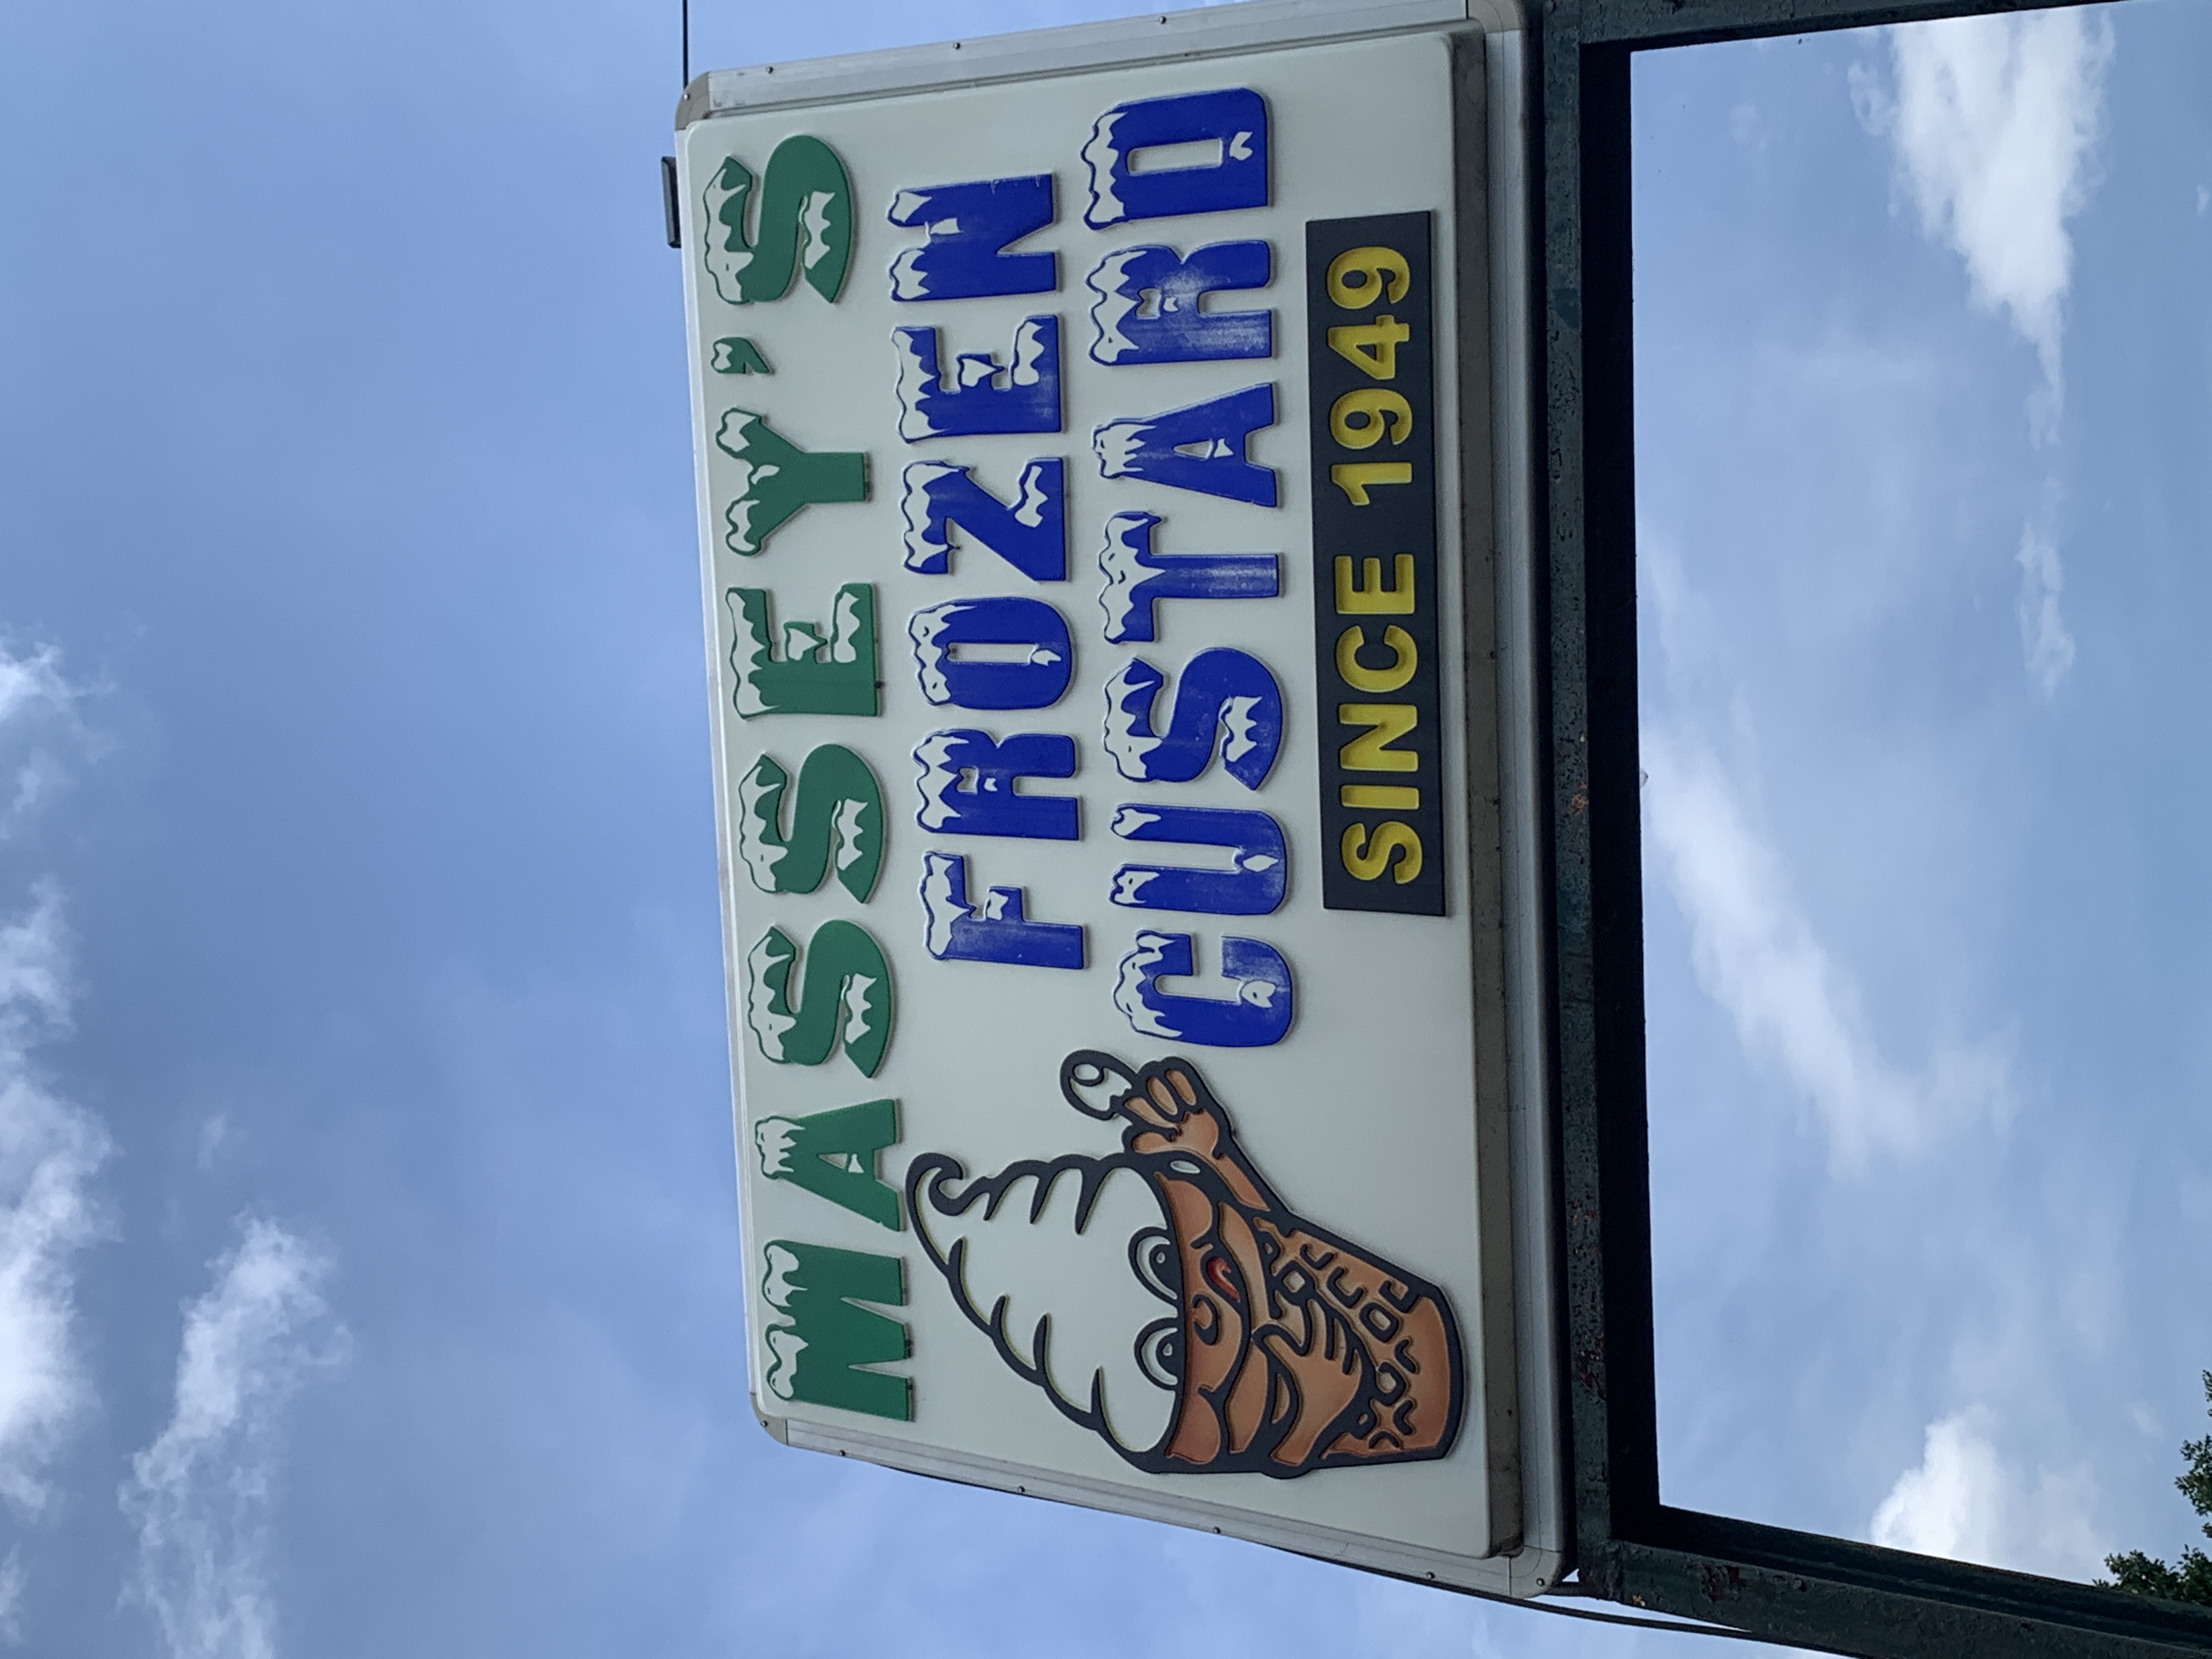 MASSEY'S
FROZEN
CUSTARD
SINCE 1949